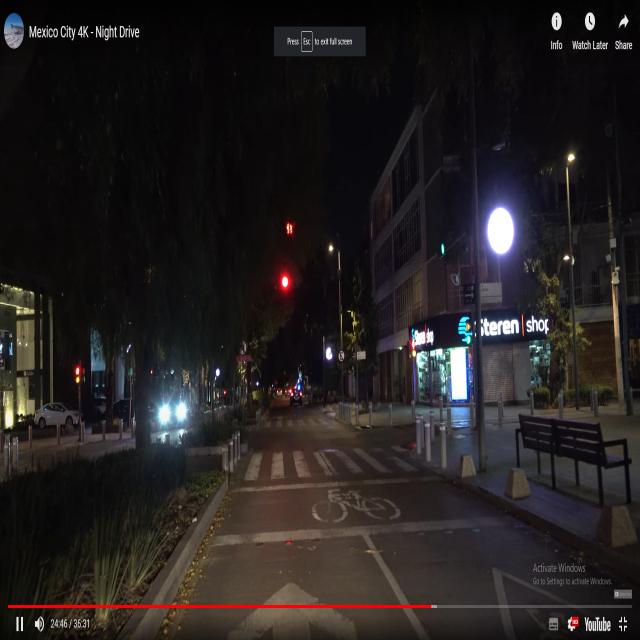 Mexico City 4K - Night Drive
Press Esc to exit full screen
Info
Watch Later
Share
Steren shop
Activate Windows
Go to Settings to activate Windows.
24:46 / 35:31
YouTube